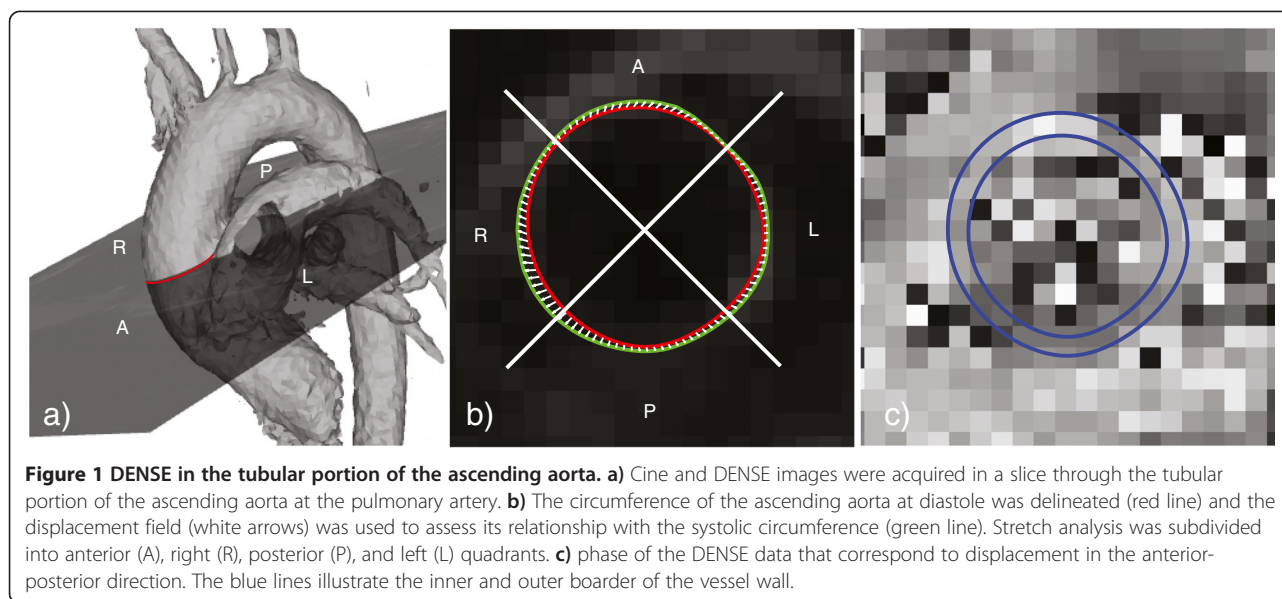 P
R
L
A
a)
A
R
L
P
b)
c)
Figure 1 DENSE in the tubular portion of the ascending aorta. a) Cine and DENSE images were acquired in a slice through the tubular
portion of the ascending aorta at the pulmonary artery. b) The circumference of the ascending aorta at diastole was delineated (red line) and the
displacement field (white arrows) was used to assess its relationship with the systolic circumference (green line). Stretch analysis was subdivided
into anterior (A), right (R), posterior (P), and left (L) quadrants. c) phase of the DENSE data that correspond to displacement in the anterior-
posterior direction. The blue lines illustrate the inner and outer boarder of the vessel wall.